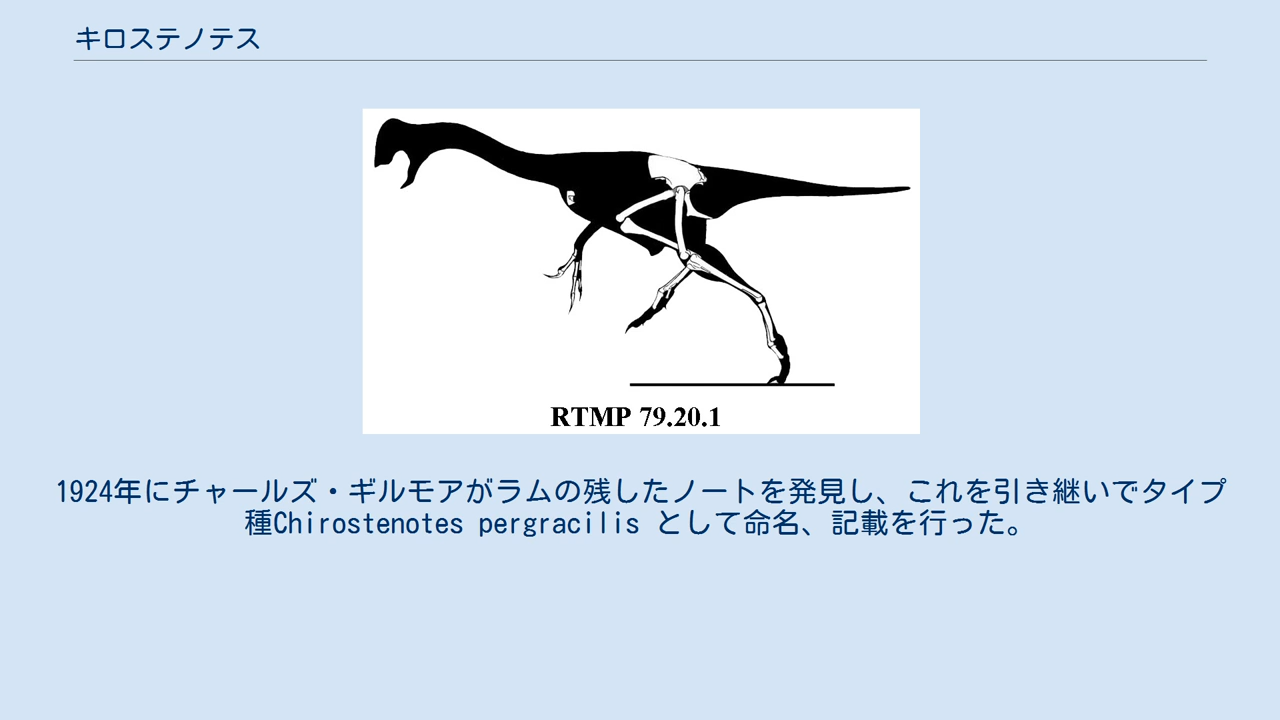 キロステノテス
RTMP 79.20.1
1924年にチャールズ・ギルモアがラムの残したノートを発見し、これを引き継いでタイプ
種Chirostenotes pergracilis として命名、記載を行った。